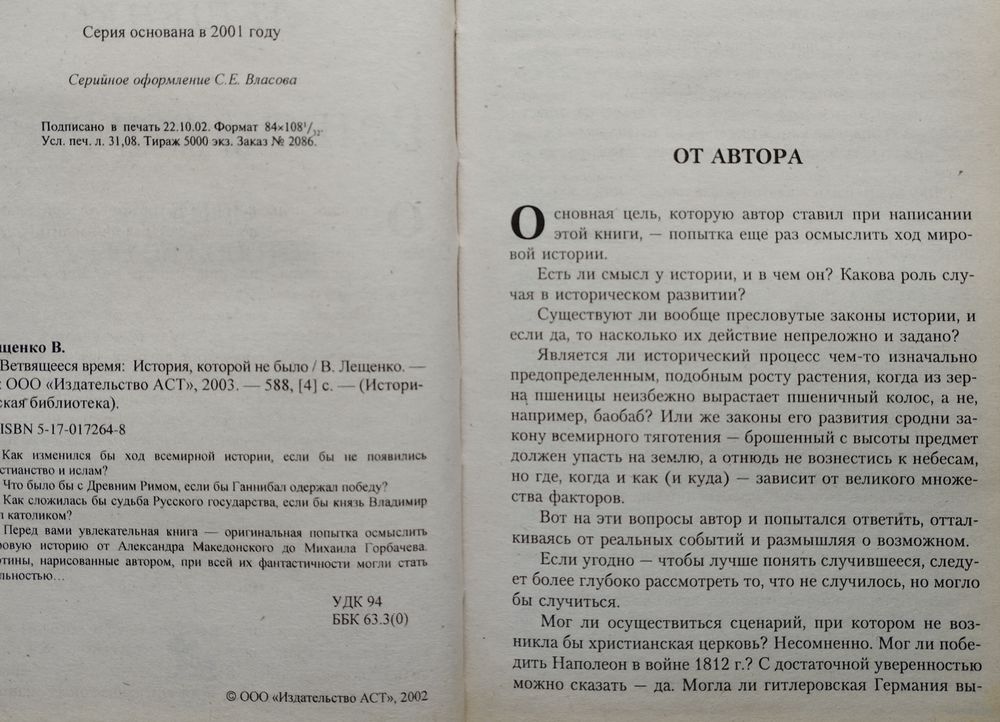 Серия основана в 2001 году
Серийное оформление С.Е. Власова
Подписано в печать 22.10.02. Формат 84×108¹/₃₂.
Усл. печ. л. 31,08. Тираж 5000 экз. Заказ № 2086.
щенко В.
Ветвящееся время: История, которой не было / В. Лещенко. —
: ООО «Издательство АСТ», 2003. — 588, [4] с. — (Истори-
ская библиотека).
ISBN 5-17-017264-8
Как изменился бы ход всемирной истории, если бы не появились
стианство и ислам?
Что было бы с Древним Римом, если бы Ганнибал одержал победу?
Как сложилась бы судьба Русского государства, если бы князь Владимир
л католиком?
Перед вами увлекательная книга — оригинальная попытка осмыслить
ровую историю от Александра Македонского до Михаила Горбачева.
ртины, нарисованные автором, при всей их фантастичности могли стать
льностью...
УДК 94
ББК 63.3(0)
© ООО «Издательство АСТ», 2002
ОТ АВТОРА
Основная цель, которую автор ставил при написании
этой книги, — попытка еще раз осмыслить ход миро-
вой истории.
Есть ли смысл у истории, и в чем он? Какова роль слу-
чая в историческом развитии?
Существуют ли вообще пресловутые законы истории, и
если да, то насколько их действие непреложно и задано?
Является ли исторический процесс чем-то изначально
предопределенным, подобным росту растения, когда из зер-
на пшеницы неизбежно вырастает пшеничный колос, а не,
например, баобаб? Или же законы его развития сродни за-
кону всемирного тяготения — брошенный с высоты предмет
должен упасть на землю, а отнюдь не вознестись к небесам,
но где, когда и как (и куда) — зависит от великого множе-
ства факторов.
Вот на эти вопросы автор и попытался ответить, оттал-
киваясь от реальных событий и размышляя о возможном.
Если угодно — чтобы лучше понять случившееся, следу-
ет более глубоко рассмотреть то, что не случилось, но могло
бы случиться.
Мог ли осуществиться сценарий, при котором не воз-
никла бы христианская церковь? Несомненно. Мог ли побе-
дить Наполеон в войне 1812 г.? С достаточной уверенностью
можно сказать — да. Могла ли гитлеровская Германия вы-